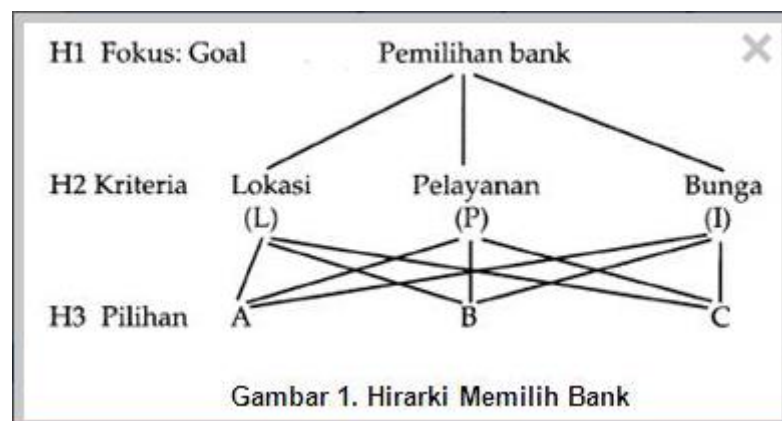 H1 Fokus: Goal Pemilihan bank
H2 Kriteria Lokasi Pelayanan Bunga
(L) (P) (I)
H3 Pilihan A B C
Gambar 1. Hirarki Memilih Bank